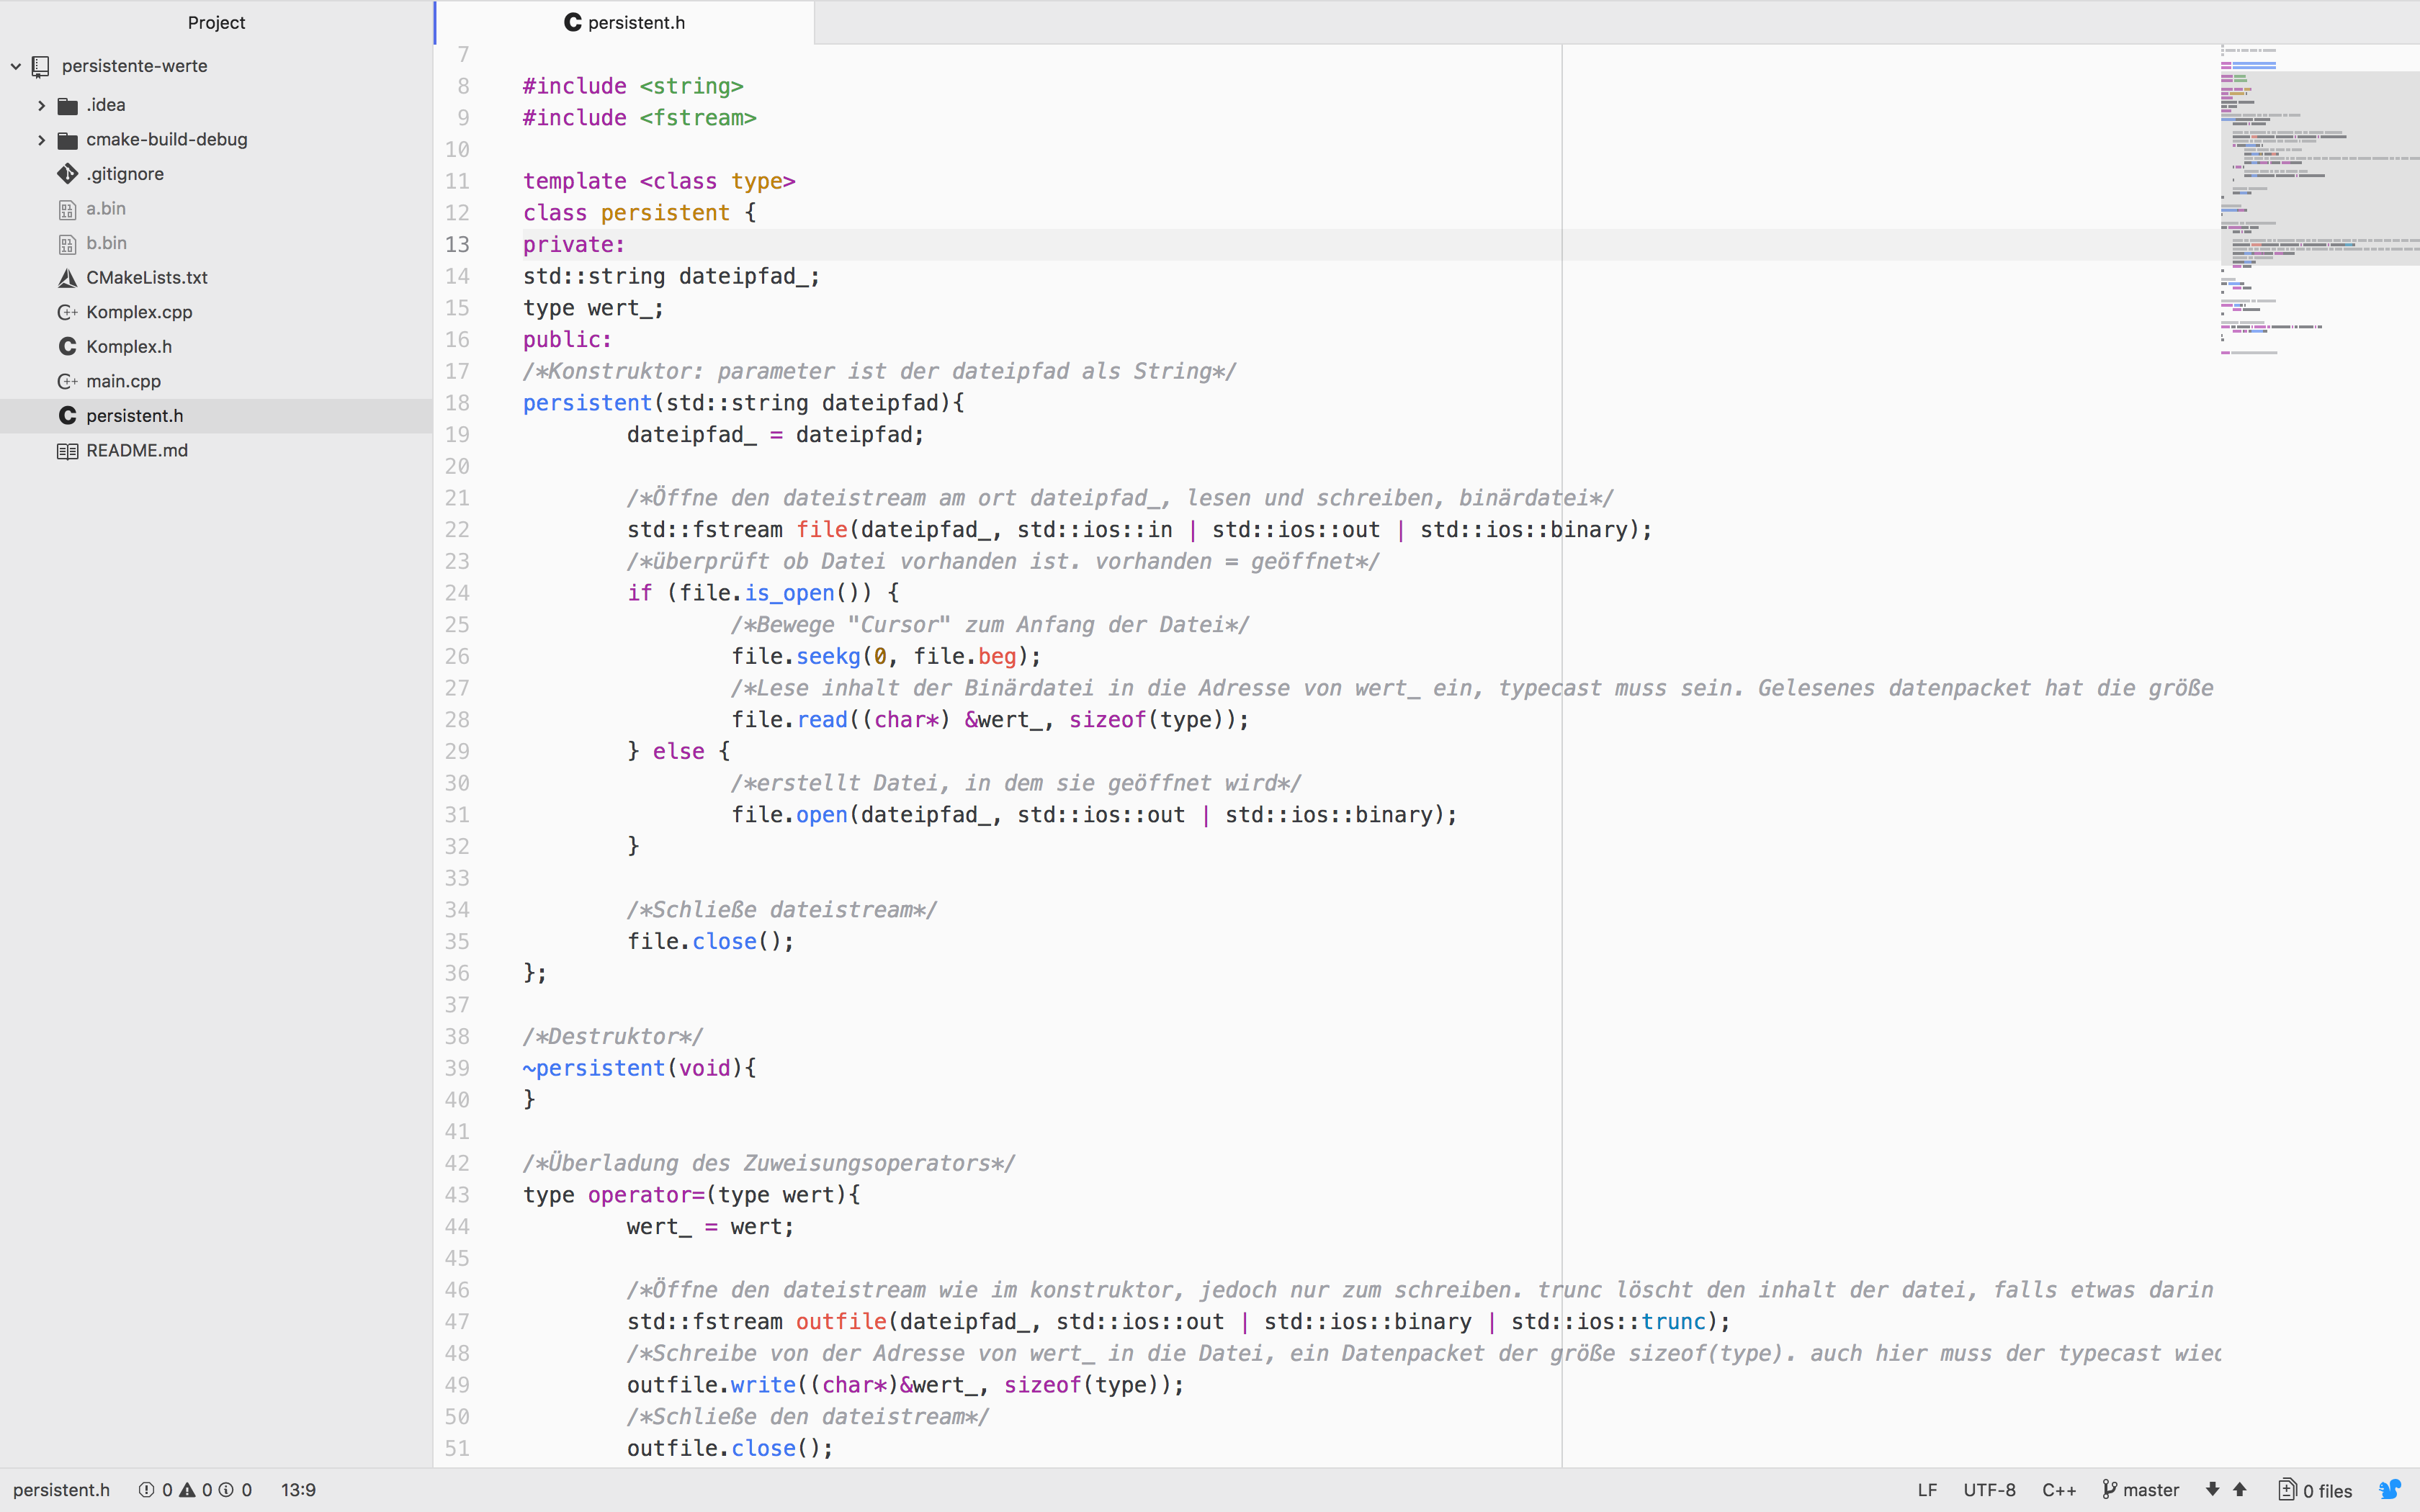 Project
persistente-werte
.idea
cmake-build-debug
.gitignore
a.bin
b.bin
CMakeLists.txt
Komplex.cpp
Komplex.h
main.cpp
persistent.h
README.md
persistent.h
7
8 #include <string>
9 #include <fstream>
10
11 template <class type>
12 class persistent {
13 private:
14 std::string dateipfad_;
15 type wert_;
16 public:
17 /*Konstruktor: parameter ist der dateipfad als String*/
18 persistent(std::string dateipfad){
19 dateipfad_ = dateipfad;
20
21 /*Öffne den dateistream am ort dateipfad_, lesen und schreiben, binärdatei*/
22 std::fstream file(dateipfad_, std::ios::in | std::ios::out | std::ios::binary);
23 /*überprüft ob Datei vorhanden ist. vorhanden = geöffnet*/
24 if (file.is_open()) {
25 /*Bewege "Cursor" zum Anfang der Datei*/
26 file.seekg(0, file.beg);
27 /*Lese inhalt der Binärdatei in die Adresse von wert_ ein, typecast muss sein. Gelesenes datenpacket hat die größe
28 file.read((char*) &wert_, sizeof(type));
29 } else {
30 /*erstellt Datei, in dem sie geöffnet wird*/
31 file.open(dateipfad_, std::ios::out | std::ios::binary);
32 }
33
34 /*Schließe dateistream*/
35 file.close();
36 };
37
38 /*Destruktor*/
39 ~persistent(void){
40 }
41
42 /*Überladung des Zuweisungsoperators*/
43 type operator=(type wert){
44 wert_ = wert;
45
46 /*Öffne den dateistream wie im konstruktor, jedoch nur zum schreiben. trunc löscht den inhalt der datei, falls etwas darin
47 std::fstream outfile(dateipfad_, std::ios::out | std::ios::binary | std::ios::trunc);
48 /*Schreibe von der Adresse von wert_ in die Datei, ein Datenpacket der größe sizeof(type). auch hier muss der typecast
49 outfile.write((char*)&wert_, sizeof(type));
50 /*Schließe den dateistream*/
51 outfile.close();
persistent.h 0 0 0 13:9 LF UTF-8 C++ master 0 files